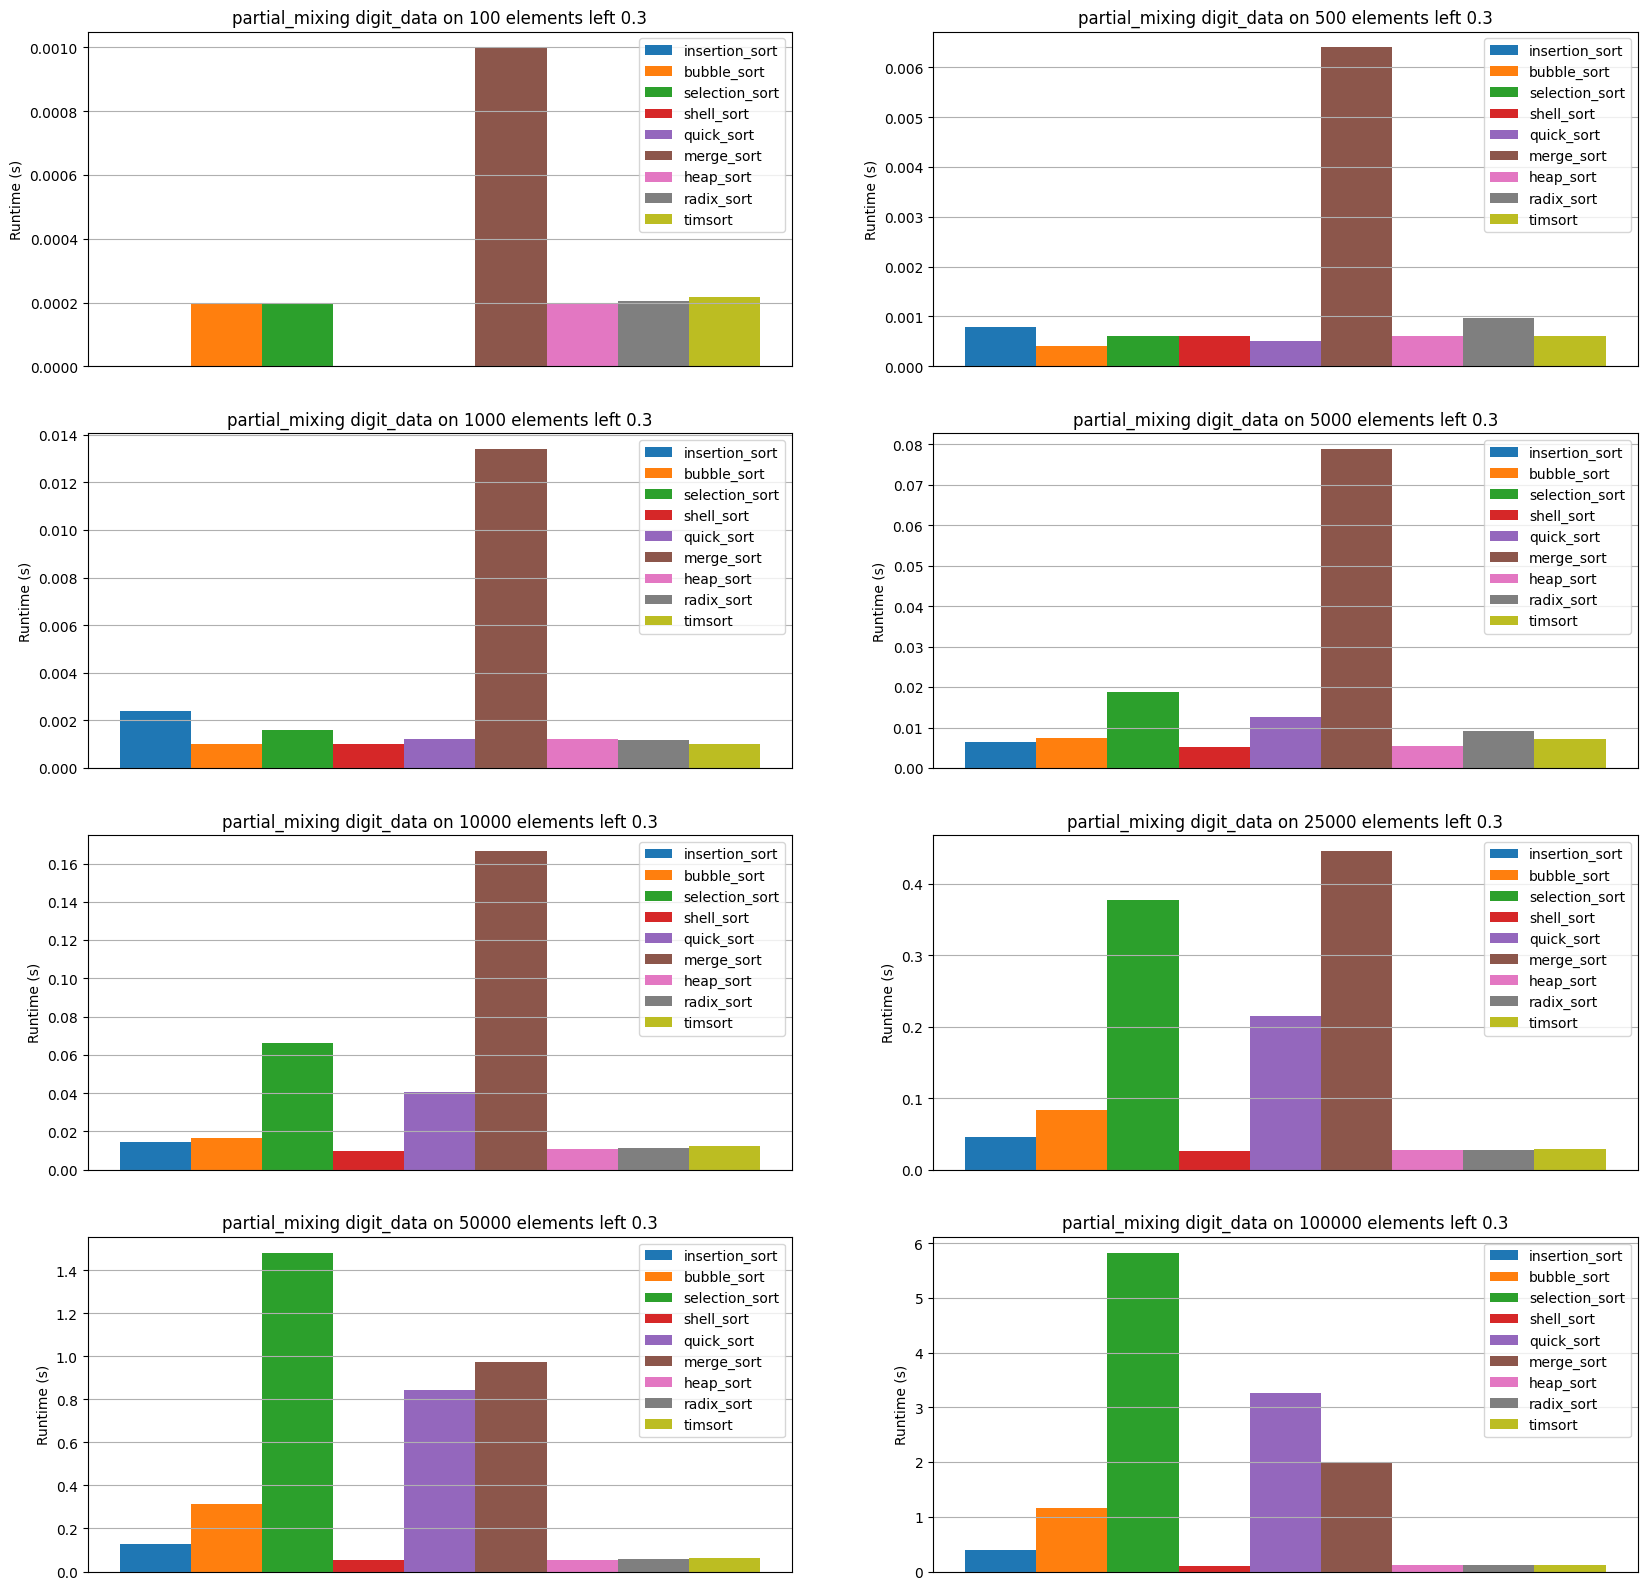 partial_mixing digit_data on 100 elements left 0.3
Runtime (s)
0.0010
0.0008
0.0006
0.0004
0.0002
0.0000
insertion_sort
bubble_sort
selection_sort
shell_sort
quick_sort
merge_sort
heap_sort
radix_sort
timsort
partial_mixing digit_data on 500 elements left 0.3
Runtime (s)
0.006
0.005
0.004
0.003
0.002
0.001
0.000
insertion_sort
bubble_sort
selection_sort
shell_sort
quick_sort
merge_sort
heap_sort
radix_sort
timsort
partial_mixing digit_data on 1000 elements left 0.3
Runtime (s)
0.014
0.012
0.010
0.008
0.006
0.004
0.002
0.000
insertion_sort
bubble_sort
selection_sort
shell_sort
quick_sort
merge_sort
heap_sort
radix_sort
timsort
partial_mixing digit_data on 5000 elements left 0.3
Runtime (s)
0.08
0.07
0.06
0.05
0.04
0.03
0.02
0.01
0.00
insertion_sort
bubble_sort
selection_sort
shell_sort
quick_sort
merge_sort
heap_sort
radix_sort
timsort
partial_mixing digit_data on 10000 elements left 0.3
Runtime (s)
0.16
0.14
0.12
0.10
0.08
0.06
0.04
0.02
0.00
insertion_sort
bubble_sort
selection_sort
shell_sort
quick_sort
merge_sort
heap_sort
radix_sort
timsort
partial_mixing digit_data on 25000 elements left 0.3
Runtime (s)
0.4
0.3
0.2
0.1
0.0
insertion_sort
bubble_sort
selection_sort
shell_sort
quick_sort
merge_sort
heap_sort
radix_sort
timsort
partial_mixing digit_data on 50000 elements left 0.3
Runtime (s)
1.4
1.2
1.0
0.8
0.6
0.4
0.2
0.0
insertion_sort
bubble_sort
selection_sort
shell_sort
quick_sort
merge_sort
heap_sort
radix_sort
timsort
partial_mixing digit_data on 100000 elements left 0.3
Runtime (s)
6
5
4
3
2
1
0
insertion_sort
bubble_sort
selection_sort
shell_sort
quick_sort
merge_sort
heap_sort
radix_sort
timsort